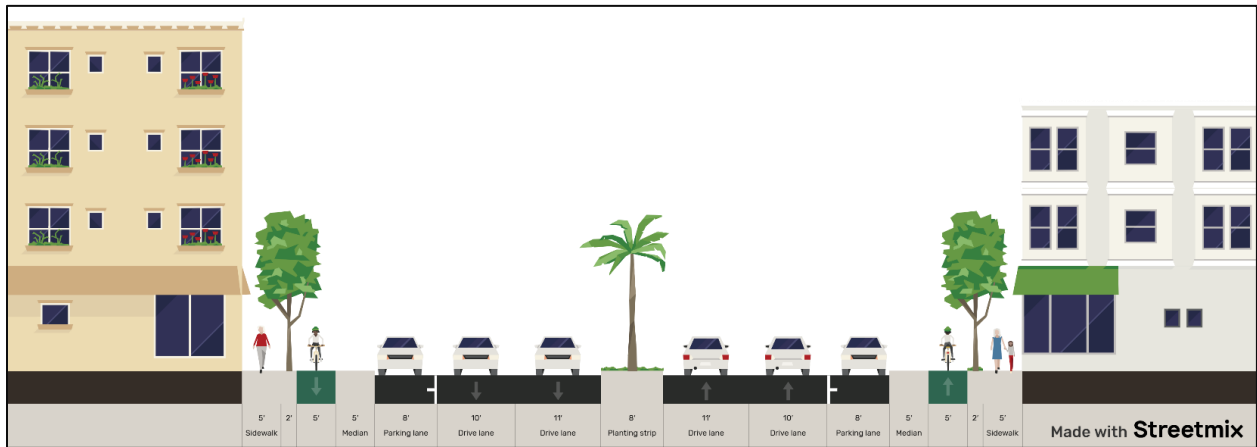 5' 2' 5' 5' 8' 10' 11' 8' 11' 10' 8' 5' 5' 2' 5'
Sidewalk Median Parking lane Drive lane Drive lane Planting strip Drive lane Drive lane Parking lane Median Sidewalk
Made with Streetmix